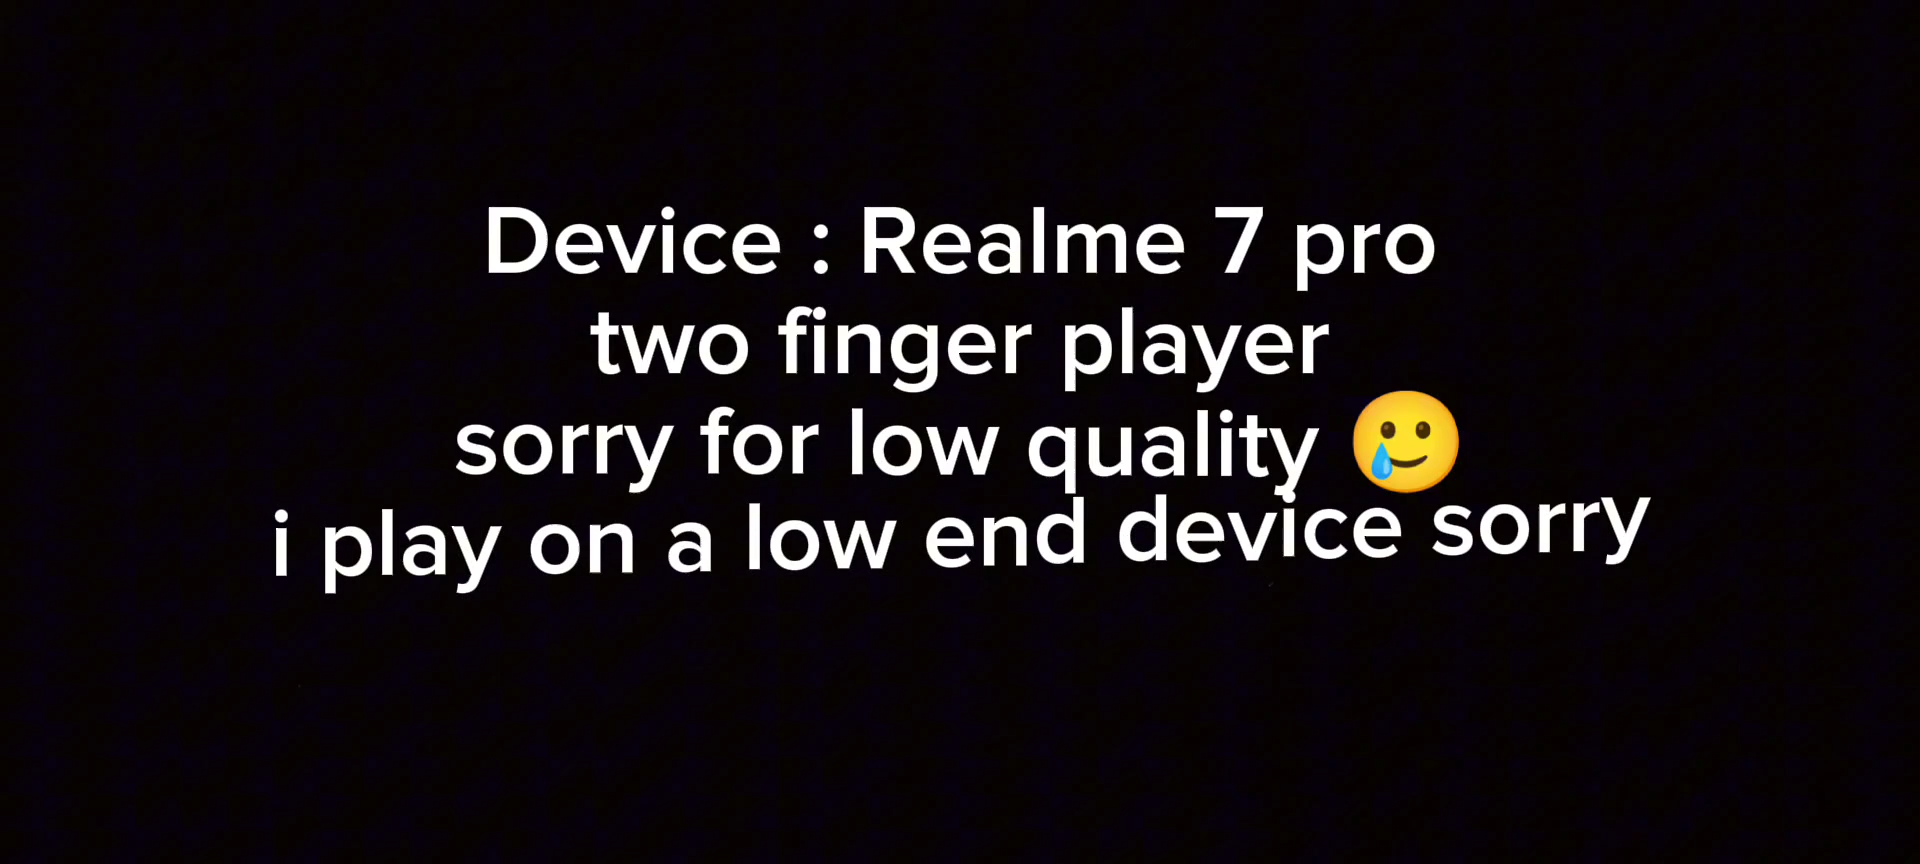 Device : Realme 7 pro
two finger player
sorry for low quality 🥲
i play on a low end device sorry